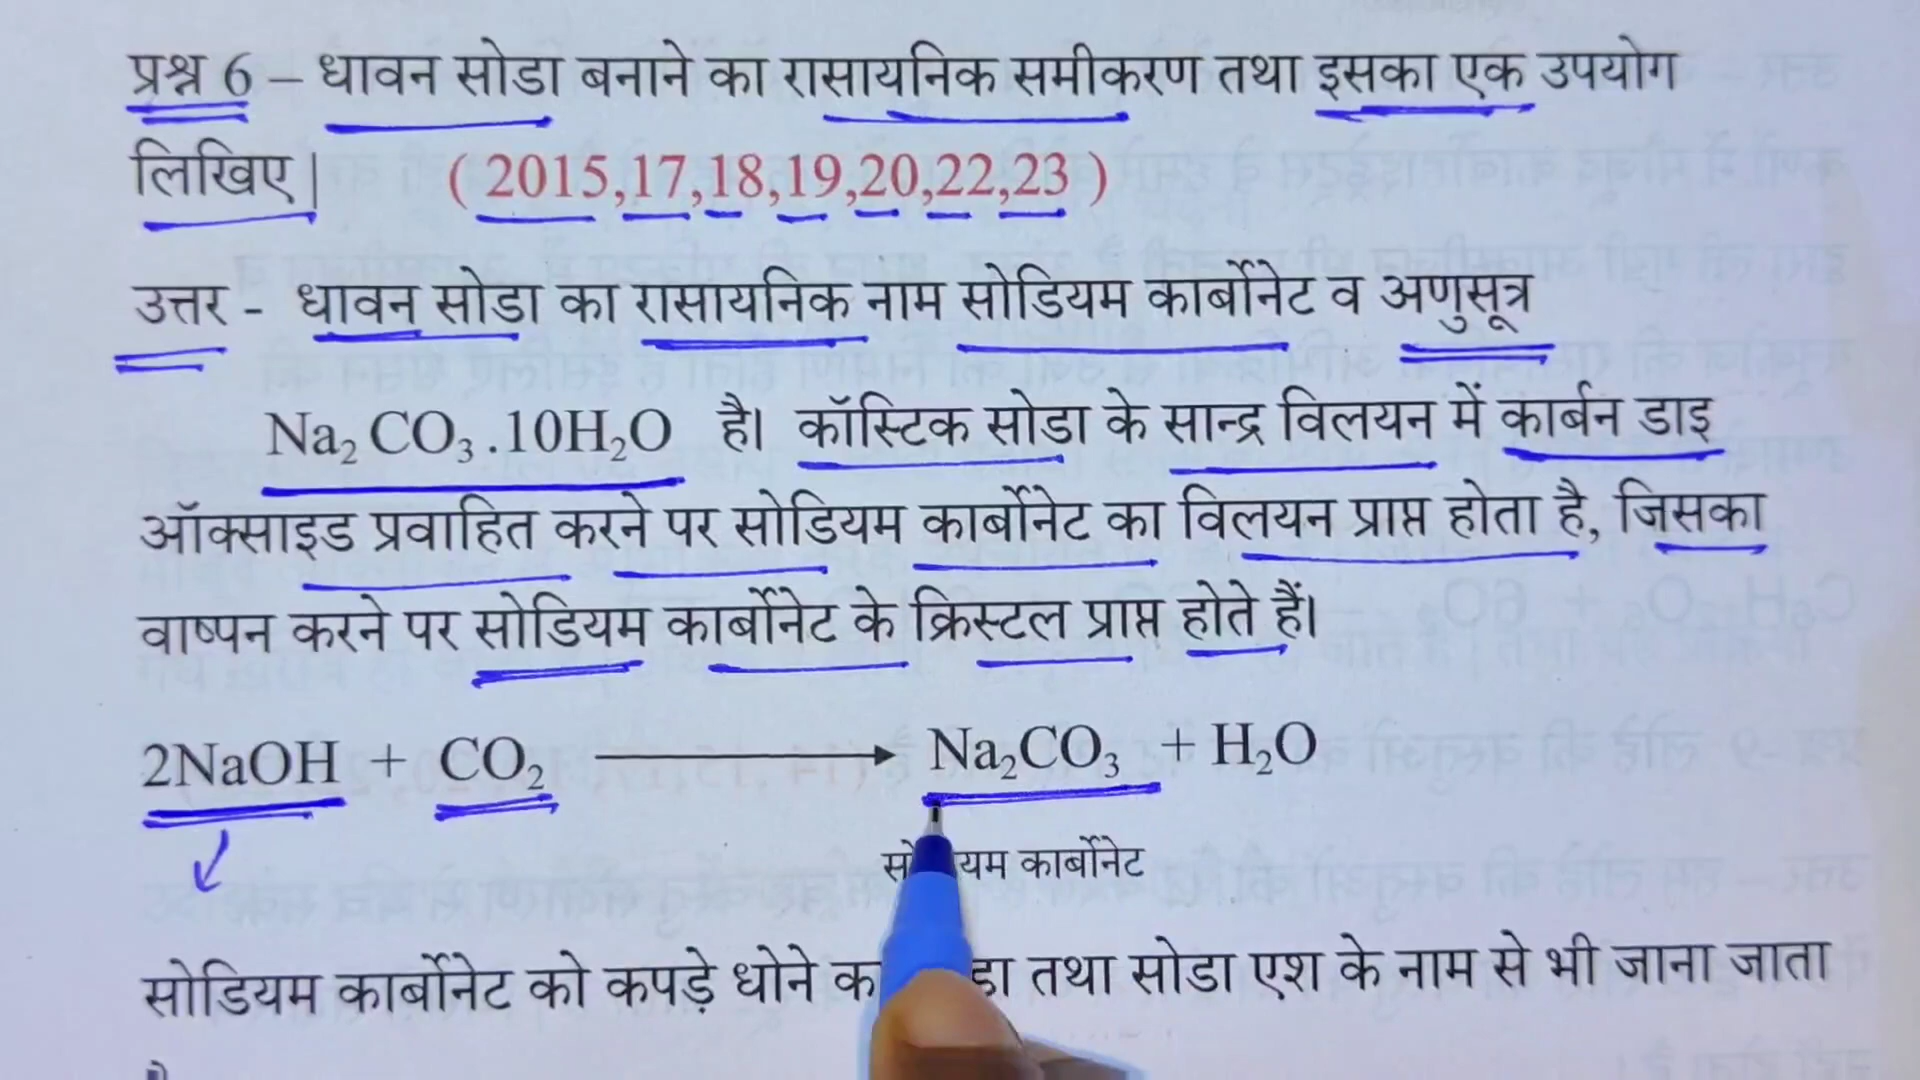 प्रश्न 6 – धावन सोडा बनाने का रासायनिक समीकरण तथा इसका एक उपयोग
लिखिए| ( 2015,17,18,19,20,22,23 )
उत्तर - धावन सोडा का रासायनिक नाम सोडियम कार्बोनेट व अणुसूत्र
Na₂ CO₃ .10H₂O है। कॉस्टिक सोडा के सान्द्र विलयन में कार्बन डाइ
ऑक्साइड प्रवाहित करने पर सोडियम कार्बोनेट का विलयन प्राप्त होता है, जिसका
वाष्पन करने पर सोडियम कार्बोनेट के क्रिस्टल प्राप्त होते हैं।
2NaOH + CO₂ ⟶ Na₂CO₃ + H₂O
कार्बोनेट
सोडियम कार्बोनेट को कपड़े धोने तथा सोडा एश के नाम से भी जाना जाता